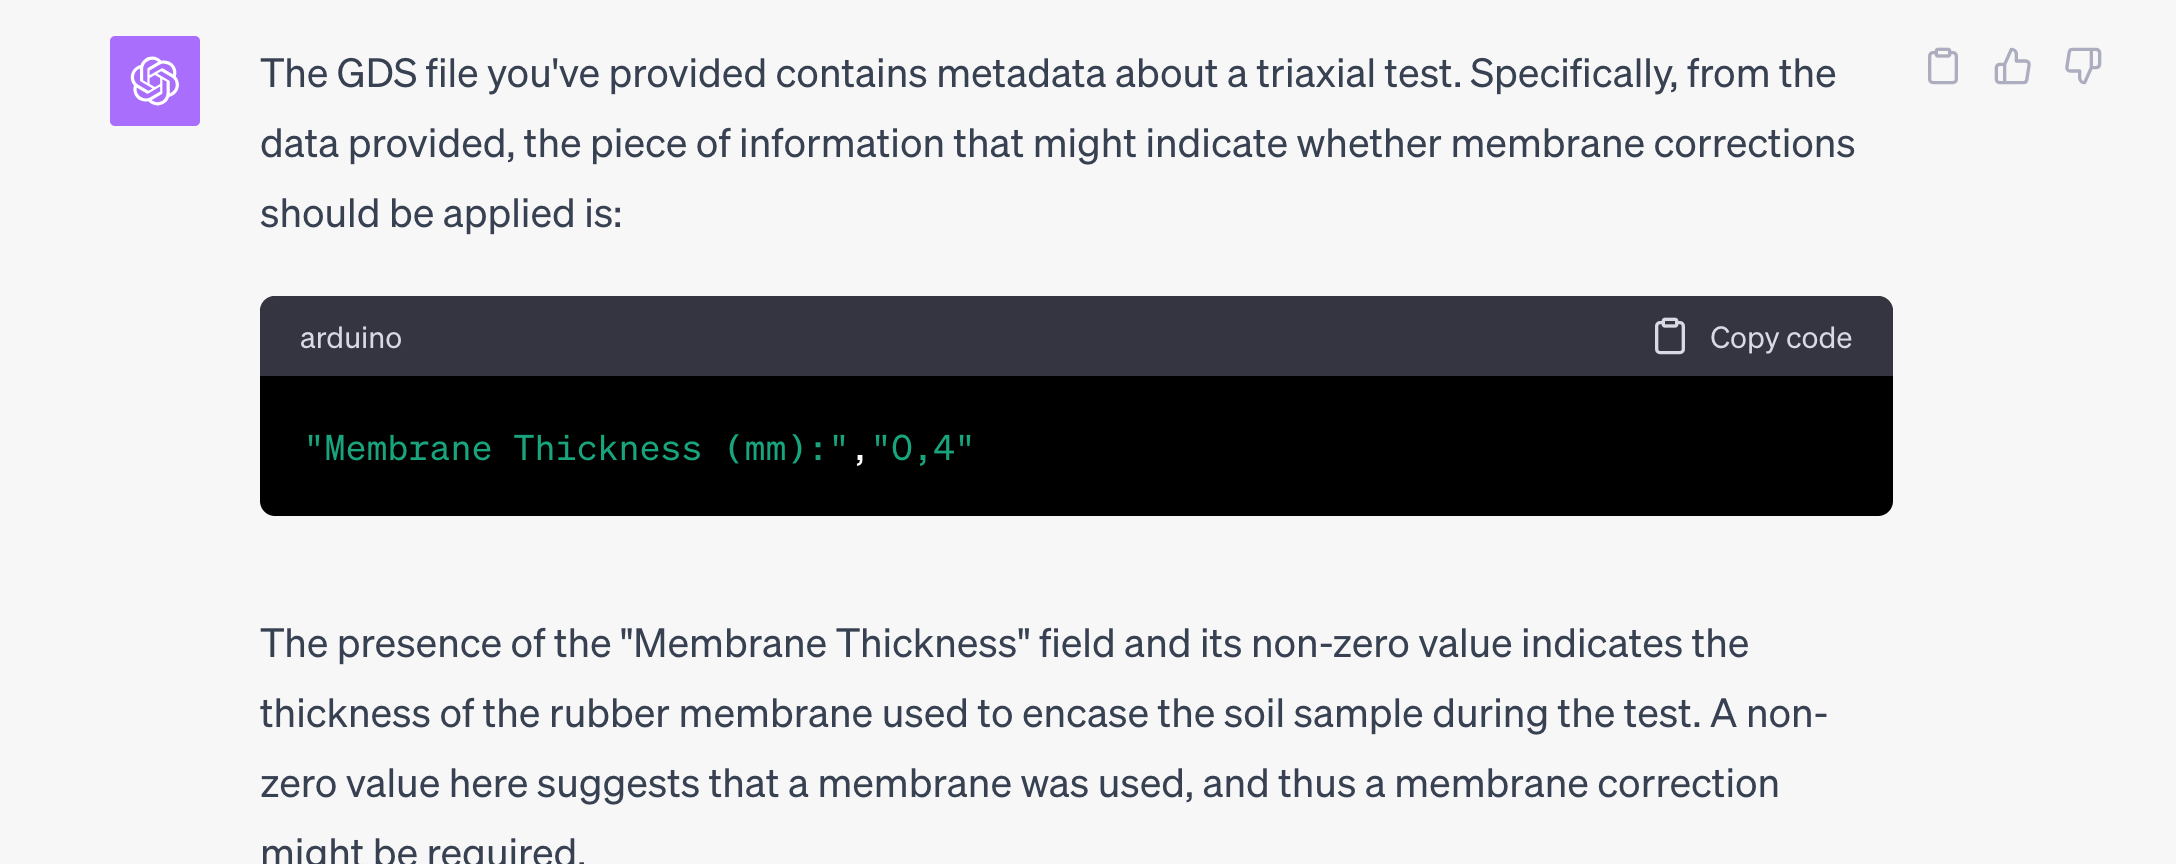 The GDS file you've provided contains metadata about a triaxial test. Specifically, from the
data provided, the piece of information that might indicate whether membrane corrections
should be applied is:
arduino
Copy code
"Membrane Thickness (mm):","0,4"
The presence of the "Membrane Thickness" field and its non-zero value indicates the
thickness of the rubber membrane used to encase the soil sample during the test. A non-
zero value here suggests that a membrane was used, and thus a membrane correction
might be required.